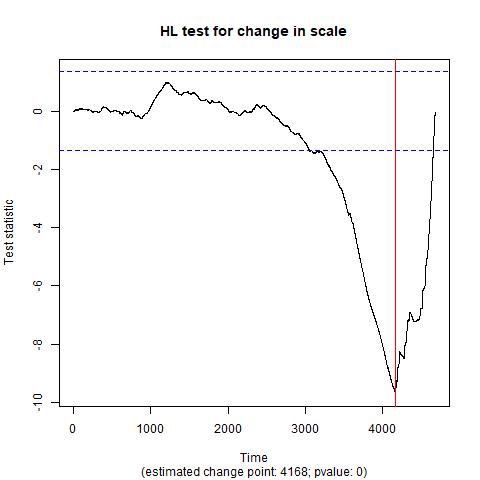 HL test for change in scale
Test statistic
0
-2
-4
-6
-8
-10
0 1000 2000 3000 4000
Time
(estimated change point: 4168; pvalue: 0)